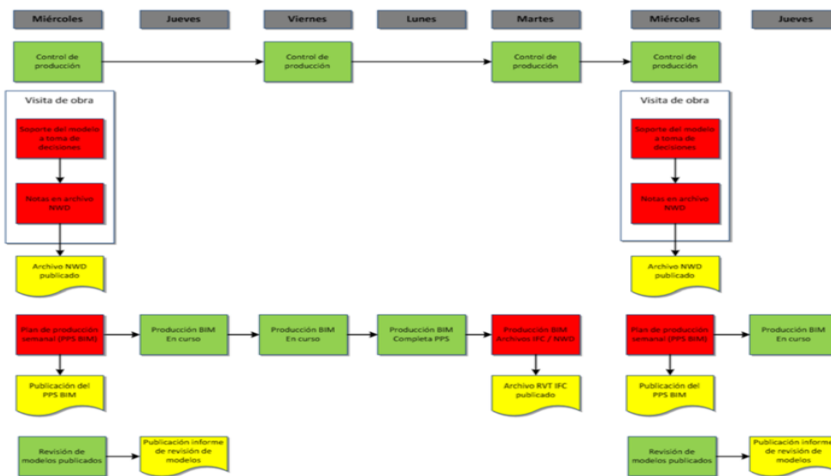 Miércoles
Jueves
Viernes
Lunes
Martes
Miércoles
Jueves
Control de
producción
Control de
producción
Control de
producción
Control de
producción
Visita de obra
Soporte del modelo
a toma de
decisiones
Notas en archivo
NWD
Archivo NWD
publicado
Visita de obra
Soporte del modelo
a toma de
decisiones
Notas en archivo
NWD
Archivo NWD
publicado
Plan de producción
semanal (PPS BIM)
Producción BIM
En curso
Producción BIM
En curso
Producción BIM
Completa PPS
Producción BIM
Archivos IFC / NWD
Plan de producción
semanal (PPS BIM)
Producción BIM
En curso
Publicación del
PPS BIM
Archivo RVT IFC
publicado
Publicación del
PPS BIM
Revisión de
modelos publicados
Publicación informe
de revisión de
modelos
Revisión de
modelos publicados
Publicación informe
de revisión de
modelos